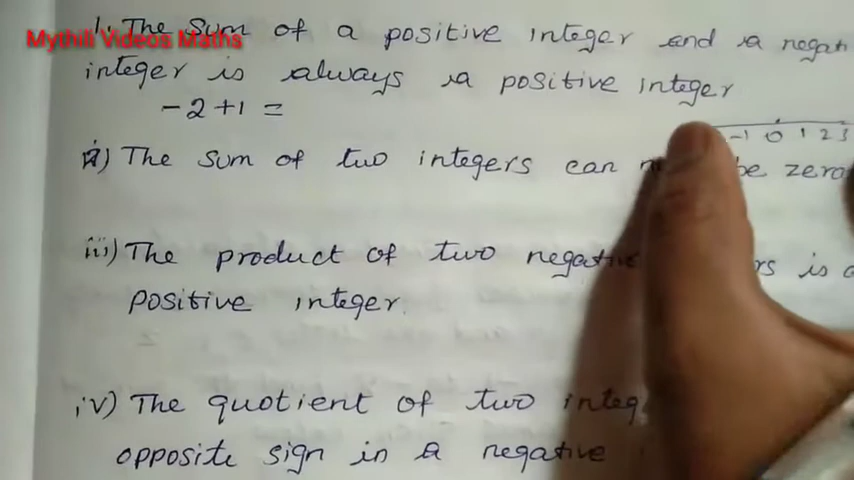 Mythili Videos Maths
1. The sum of a positive integer and a negati
integer is always a positive integer
-2+1 =
-1 0 1 2 3
ii) The sum of two integers can be zero
iii) The product of two negative rs is a
positive integer.
iv) The quotient of two integ
opposite sign in a negative